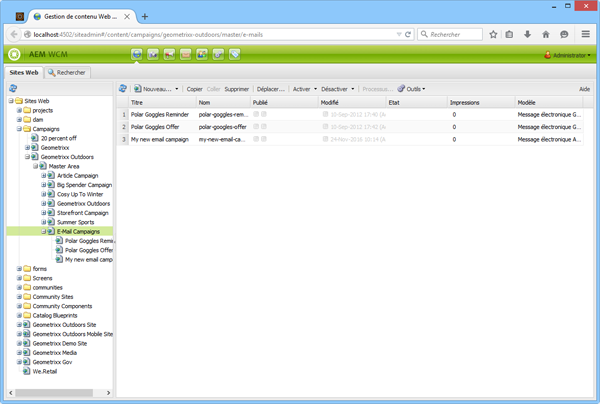 Gestion de contenu Web ...
localhost:4502/siteadmin#/content/campaigns/geometrixx-outdoors/master/e-mails
Rechercher
AEM WCM
Administrator
Sites Web
Rechercher
Nouveau... Copier Coller Supprimer Déplacer... Activer Désactiver Processus... Outils Aide
Titre Nom Publié Modifié Etat Impressions Modèle
1 Polar Goggles Reminder polar-goggles-rem... 10-Sep-2012 17:40 (A 0 Message électronique G...
2 Polar Goggles Offer polar-googles-offer 10-Sep-2012 17:42 (A 0 Message électronique G...
3 My new email campaign my-new-email-ca... 24-Nov-2016 10:14 (A 0 Message électronique A...
Sites Web
projects
dam
Campaigns
20 percent off
Geometrixx
Geometrixx Outdoors
Master Area
Article Campaign
Big Spender Campaign
Cosy Up To Winter
Geometrixx Outdoors
Storefront Campaign
Summer Sports
E-Mail Campaigns
Polar Goggles Remi
Polar Goggles Offer
My new email camp
forms
Screens
communities
Community Sites
Community Components
Catalog Blueprints
Geometrixx Outdoors Site
Geometrixx Outdoors Mobile Site
Geometrixx Demo Site
Geometrixx Media
Geometrixx Gov
We.Retail